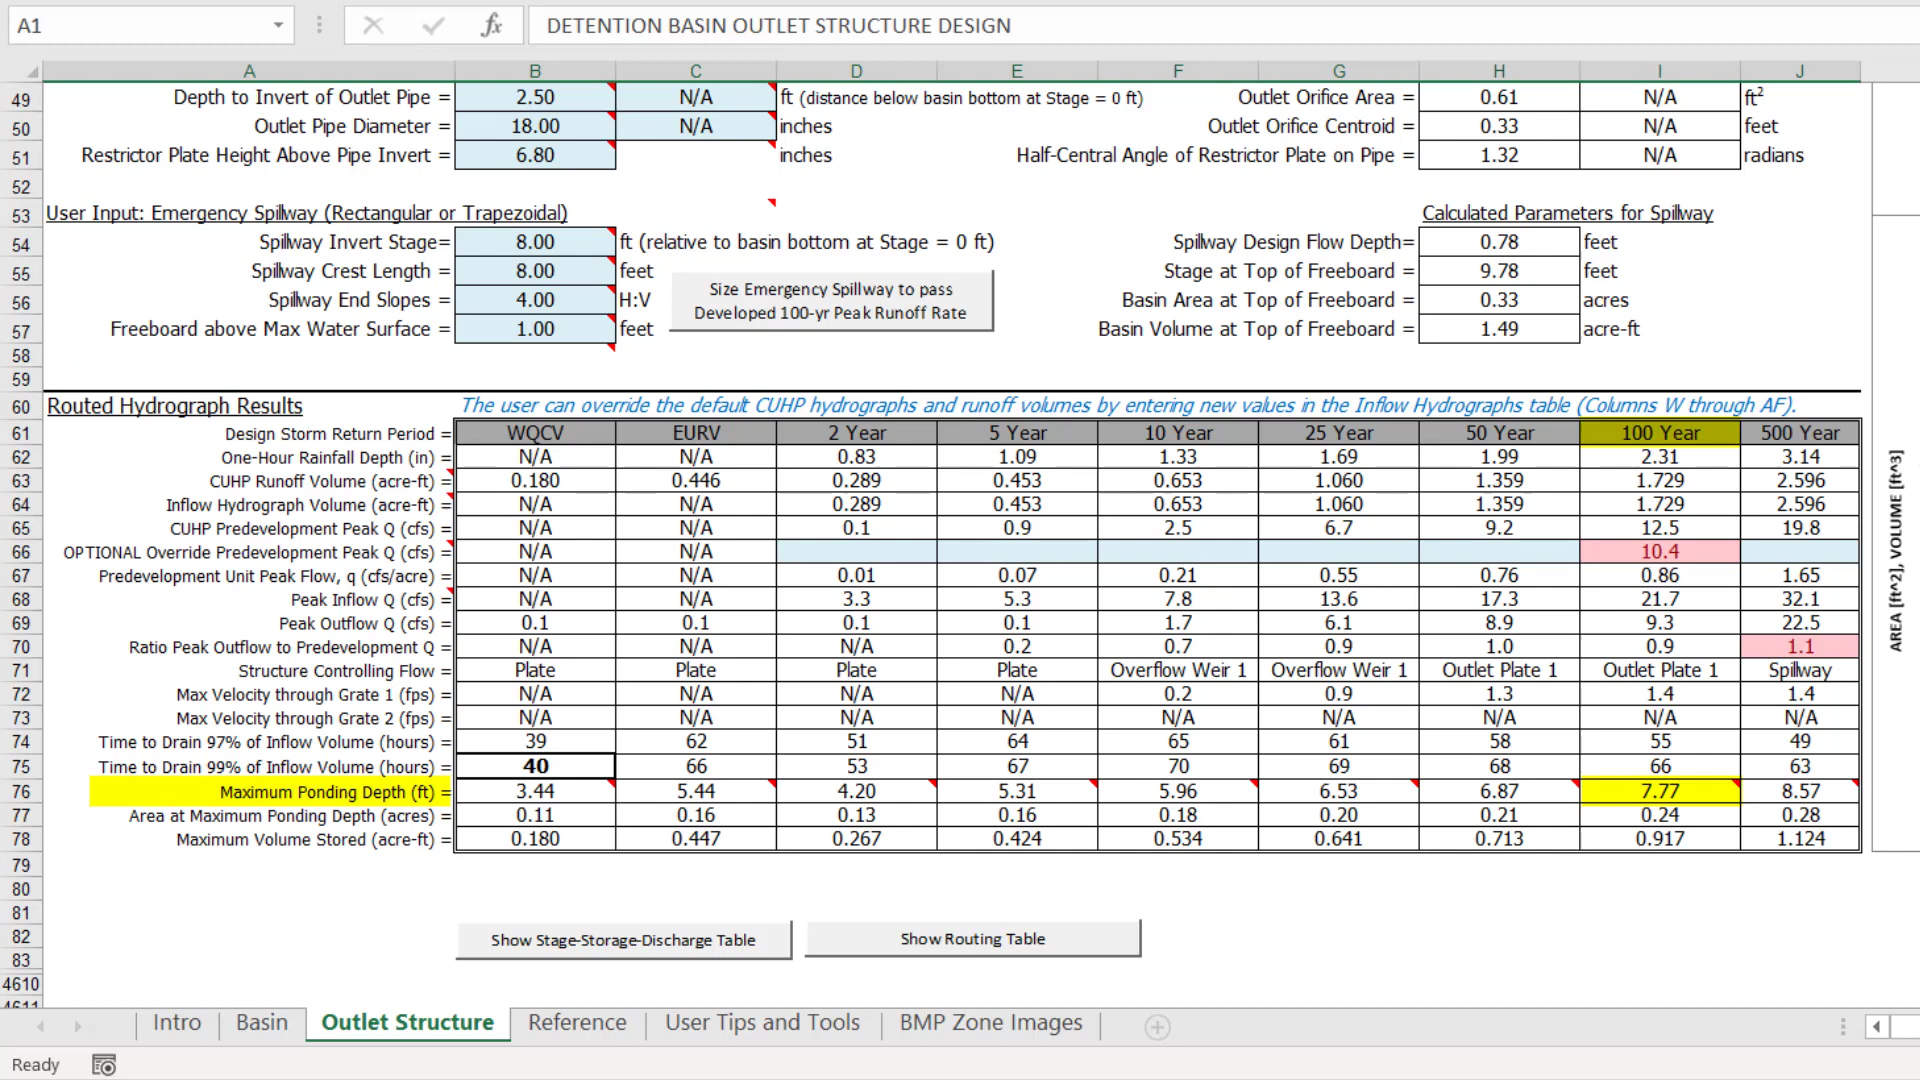 A1 fx DETENTION BASIN OUTLET STRUCTURE DESIGN
A B C D E F G H I J
49 Depth to Invert of Outlet Pipe = 2.50 N/A ft (distance below basin bottom at Stage = 0 ft) Outlet Orifice Area = 0.61 N/A ft2
50 Outlet Pipe Diameter = 18.00 N/A inches Outlet Orifice Centroid = 0.33 N/A feet
51 Restrictor Plate Height Above Pipe Invert = 6.80 inches Half-Central Angle of Restrictor Plate on Pipe = 1.32 N/A radians
52
53 User Input: Emergency Spillway (Rectangular or Trapezoidal) Calculated Parameters for Spillway
54 Spillway Invert Stage= 8.00 ft (relative to basin bottom at Stage = 0 ft) Spillway Design Flow Depth= 0.78 feet
55 Spillway Crest Length = 8.00 feet Stage at Top of Freeboard = 9.78 feet
56 Spillway End Slopes = 4.00 H:V Basin Area at Top of Freeboard = 0.33 acres
57 Freeboard above Max Water Surface = 1.00 feet Basin Volume at Top of Freeboard = 1.49 acre-ft
Size Emergency Spillway to pass
Developed 100-yr Peak Runoff Rate
58
59
60 Routed Hydrograph Results The user can override the default CUHP hydrographs and runoff volumes by entering new values in the Inflow Hydrographs table (Columns W through AF).
61 Design Storm Return Period = WQCV EURV 2 Year 5 Year 10 Year 25 Year 50 Year 100 Year 500 Year
62 One-Hour Rainfall Depth (in) = N/A N/A 0.83 1.09 1.33 1.69 1.99 2.31 3.14
63 CUHP Runoff Volume (acre-ft) = 0.180 0.446 0.289 0.453 0.653 1.060 1.359 1.729 2.596
64 Inflow Hydrograph Volume (acre-ft) = N/A N/A 0.289 0.453 0.653 1.060 1.359 1.729 2.596
65 CUHP Predevelopment Peak Q (cfs) = N/A N/A 0.1 0.9 2.5 6.7 9.2 12.5 19.8
66 OPTIONAL Override Predevelopment Peak Q (cfs) = N/A N/A 10.4
67 Predevelopment Unit Peak Flow, q (cfs/acre) = N/A N/A 0.01 0.07 0.21 0.55 0.76 0.86 1.65
68 Peak Inflow Q (cfs) = N/A N/A 3.3 5.3 7.8 13.6 17.3 21.7 32.1
69 Peak Outflow Q (cfs) = 0.1 0.1 0.1 0.1 1.7 6.1 8.9 9.3 22.5
70 Ratio Peak Outflow to Predevelopment Q = N/A N/A N/A 0.2 0.7 0.9 1.0 0.9 1.1
71 Structure Controlling Flow = Plate Plate Plate Plate Overflow Weir 1 Overflow Weir 1 Outlet Plate 1 Outlet Plate 1 Spillway
72 Max Velocity through Grate 1 (fps) = N/A N/A N/A N/A 0.2 0.9 1.3 1.4 1.4
73 Max Velocity through Grate 2 (fps) = N/A N/A N/A N/A N/A N/A N/A N/A N/A
74 Time to Drain 97% of Inflow Volume (hours) = 39 62 51 64 65 61 58 55 49
75 Time to Drain 99% of Inflow Volume (hours) = 40 66 53 67 70 69 68 66 63
76 Maximum Ponding Depth (ft) = 3.44 5.44 4.20 5.31 5.96 6.53 6.87 7.77 8.57
77 Area at Maximum Ponding Depth (acres) = 0.11 0.16 0.13 0.16 0.18 0.20 0.21 0.24 0.28
78 Maximum Volume Stored (acre-ft) = 0.180 0.447 0.267 0.424 0.534 0.641 0.713 0.917 1.124
AREA [ft^2], VOLUME [ft^3]
79
80
81
82 Show Stage-Storage-Discharge Table Show Routing Table
83
4610
4611
Intro Basin Outlet Structure Reference User Tips and Tools BMP Zone Images
Ready